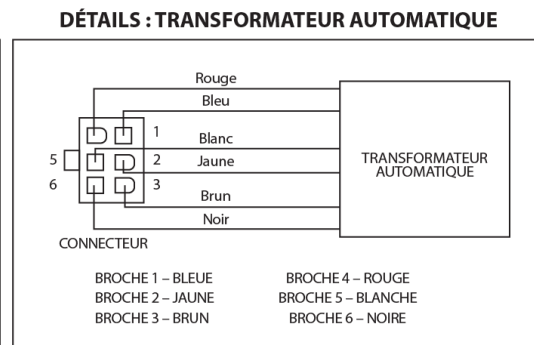 DÉTAILS : TRANSFORMATEUR AUTOMATIQUE
Rouge
Bleu
1
Blanc
5
2
Jaune
TRANSFORMATEUR
AUTOMATIQUE
6
3
Brun
Noir
CONNECTEUR
BROCHE 1 – BLEUE
BROCHE 4 – ROUGE
BROCHE 2 – JAUNE
BROCHE 5 – BLANCHE
BROCHE 3 – BRUN
BROCHE 6 – NOIRE